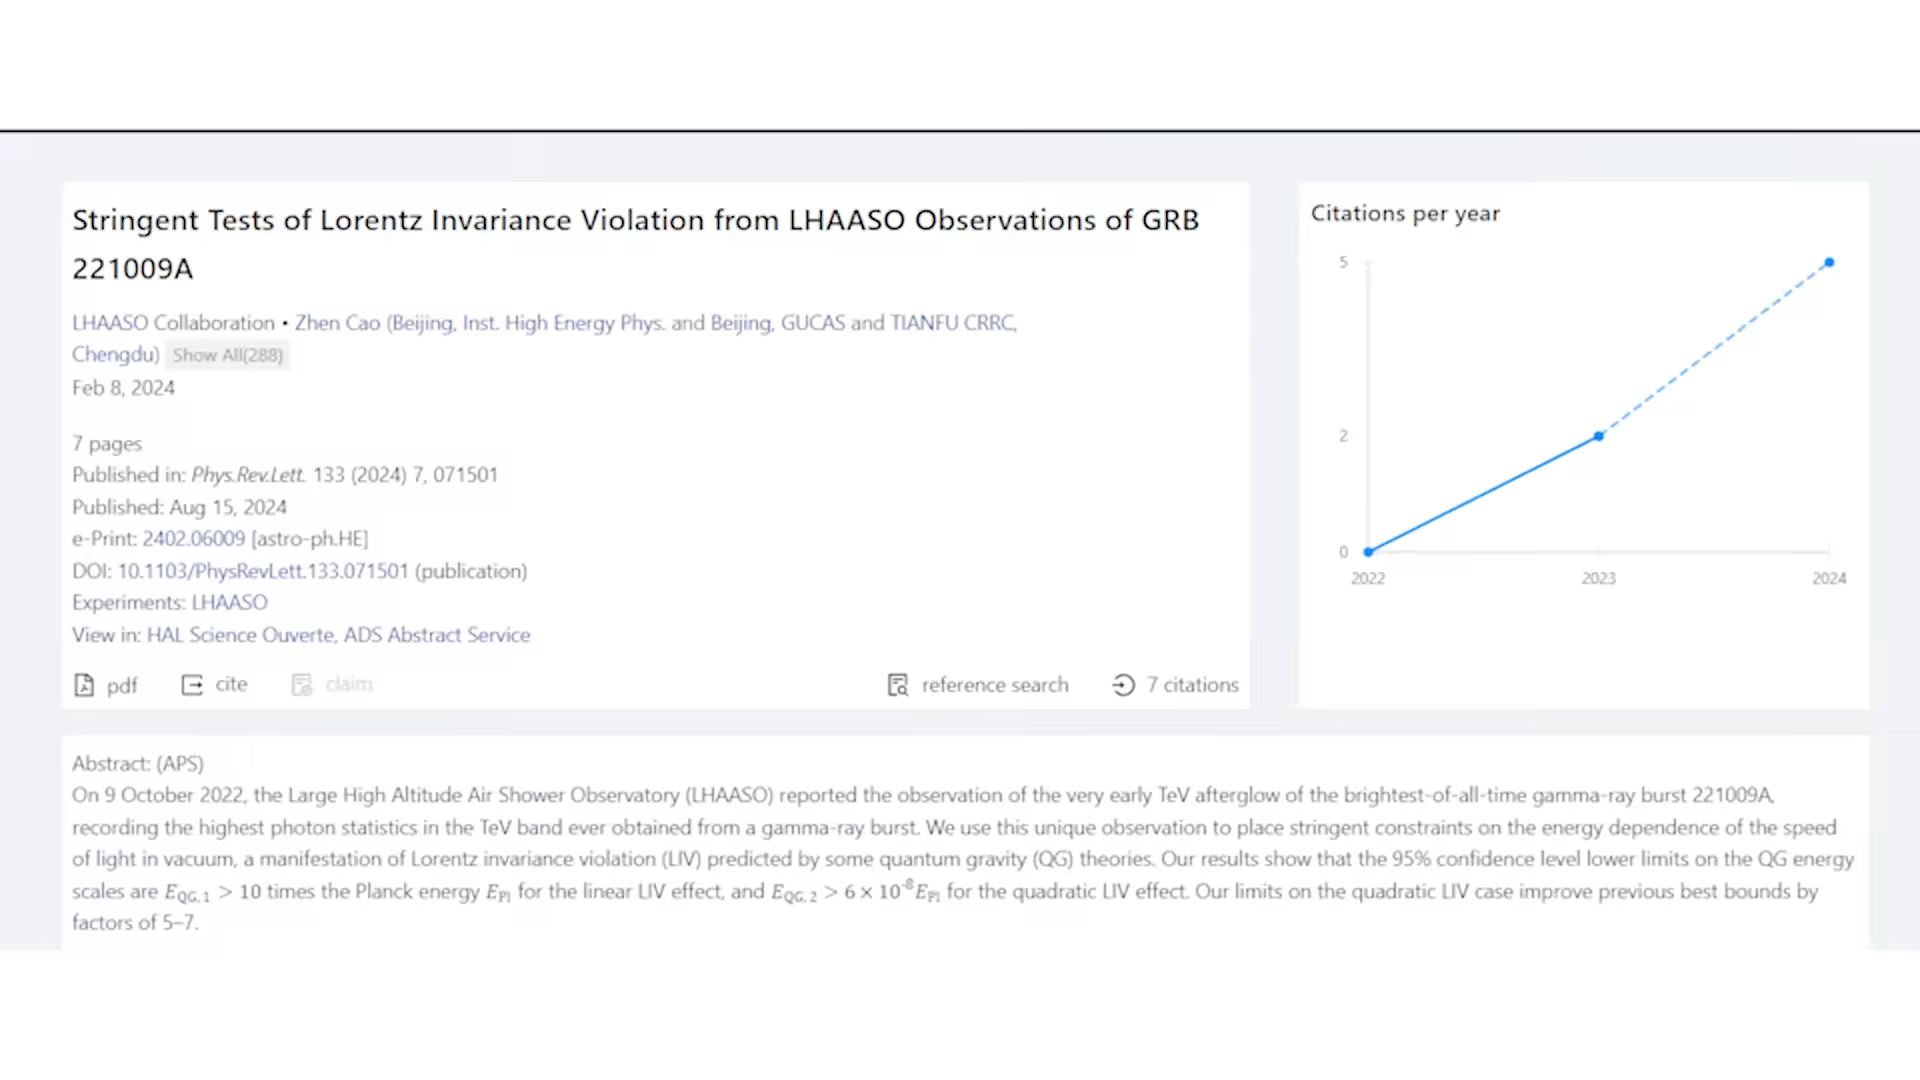 Stringent Tests of Lorentz Invariance Violation from LHAASO Observations of GRB
221009A
LHAASO Collaboration • Zhen Cao (Beijing, Inst. High Energy Phys. and Beijing, GUCAS and TIANFU CRRC,
Chengdu) Show All(288)
Feb 8, 2024
7 pages
Published in: Phys.Rev.Lett. 133 (2024) 7, 071501
Published: Aug 15, 2024
e-Print: 2402.06009 [astro-ph.HE]
DOI: 10.1103/PhysRevLett.133.071501 (publication)
Experiments: LHAASO
View in: HAL Science Ouverte, ADS Abstract Service
pdf cite claim reference search 7 citations
Citations per year
5
2
0
2022 2023 2024
Abstract: (APS)
On 9 October 2022, the Large High Altitude Air Shower Observatory (LHAASO) reported the observation of the very early TeV afterglow of the brightest-of-all-time gamma-ray burst 221009A,
recording the highest photon statistics in the TeV band ever obtained from a gamma-ray burst. We use this unique observation to place stringent constraints on the energy dependence of the speed
of light in vacuum, a manifestation of Lorentz invariance violation (LIV) predicted by some quantum gravity (QG) theories. Our results show that the 95% confidence level lower limits on the QG energy
scales are E_QG,1 > 10 times the Planck energy E_Pl for the linear LIV effect, and E_QG,2 > 6 × 10⁻⁸E_Pl for the quadratic LIV effect. Our limits on the quadratic LIV case improve previous best bounds by
factors of 5–7.